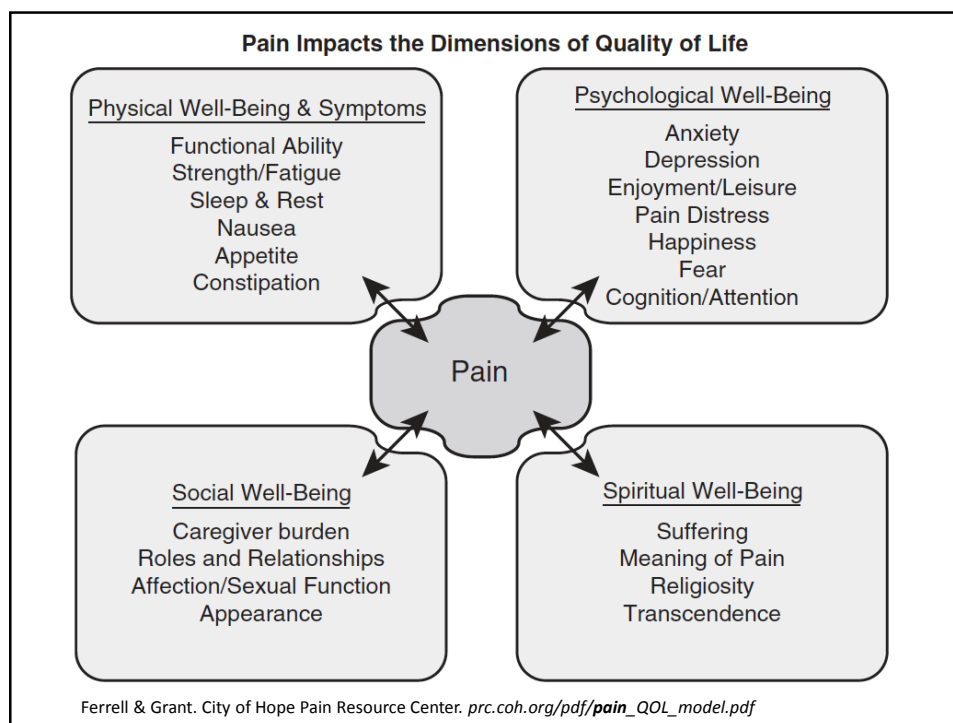 Pain Impacts the Dimensions of Quality of Life
Physical Well-Being & Symptoms
Functional Ability
Strength/Fatigue
Sleep & Rest
Nausea
Appetite
Constipation
Psychological Well-Being
Anxiety
Depression
Enjoyment/Leisure
Pain Distress
Happiness
Fear
Cognition/Attention
Pain
Social Well-Being
Caregiver burden
Roles and Relationships
Affection/Sexual Function
Appearance
Spiritual Well-Being
Suffering
Meaning of Pain
Religiosity
Transcendence
Ferrell & Grant. City of Hope Pain Resource Center. prc.coh.org/pdf/pain_QOL_model.pdf